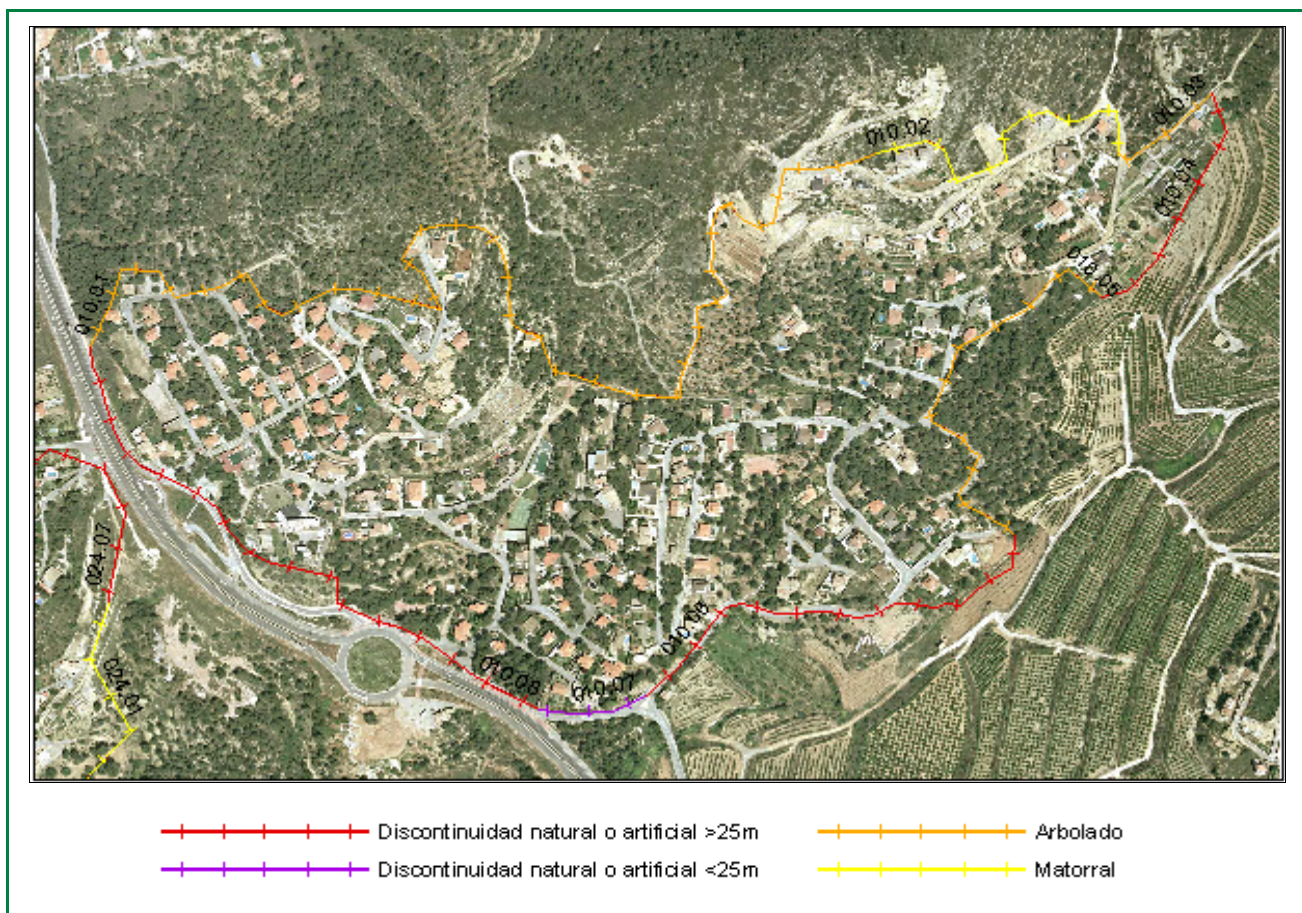 010.02
010.03
010.04
010.05
010.01
024.07
010.06
024.01
010.08
010.07
Discontinuidad natural o artificial >25m
Arbolado
Discontinuidad natural o artificial <25m
Matorral